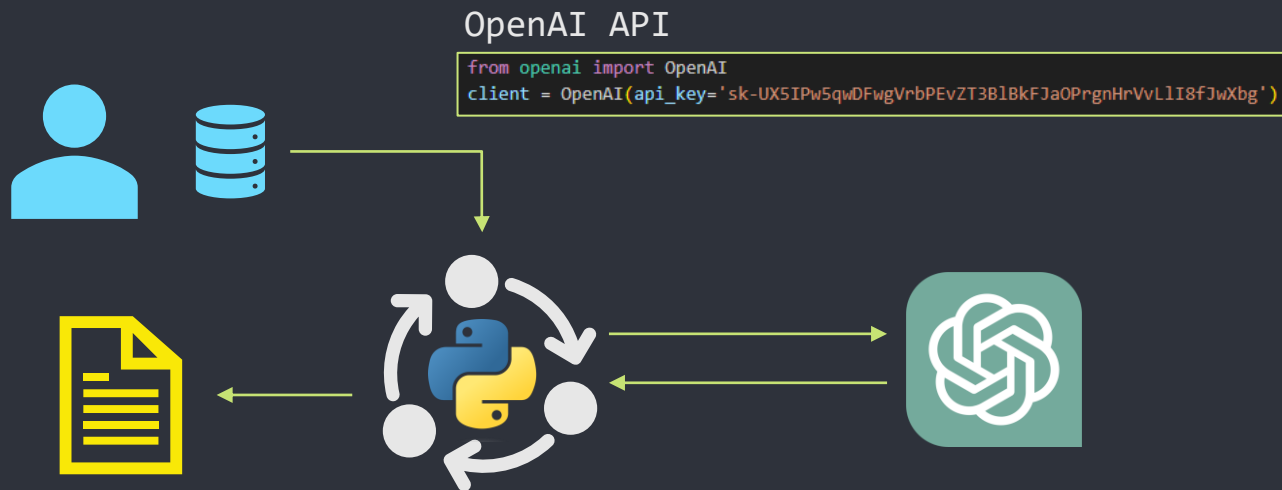 OpenAI API
from openai import OpenAI
client = OpenAI(api_key='sk-UX5IPw5qwDFwgVrbPEvZT3BlBkFJaOPrgnHrVvLlI8fJwXbg')